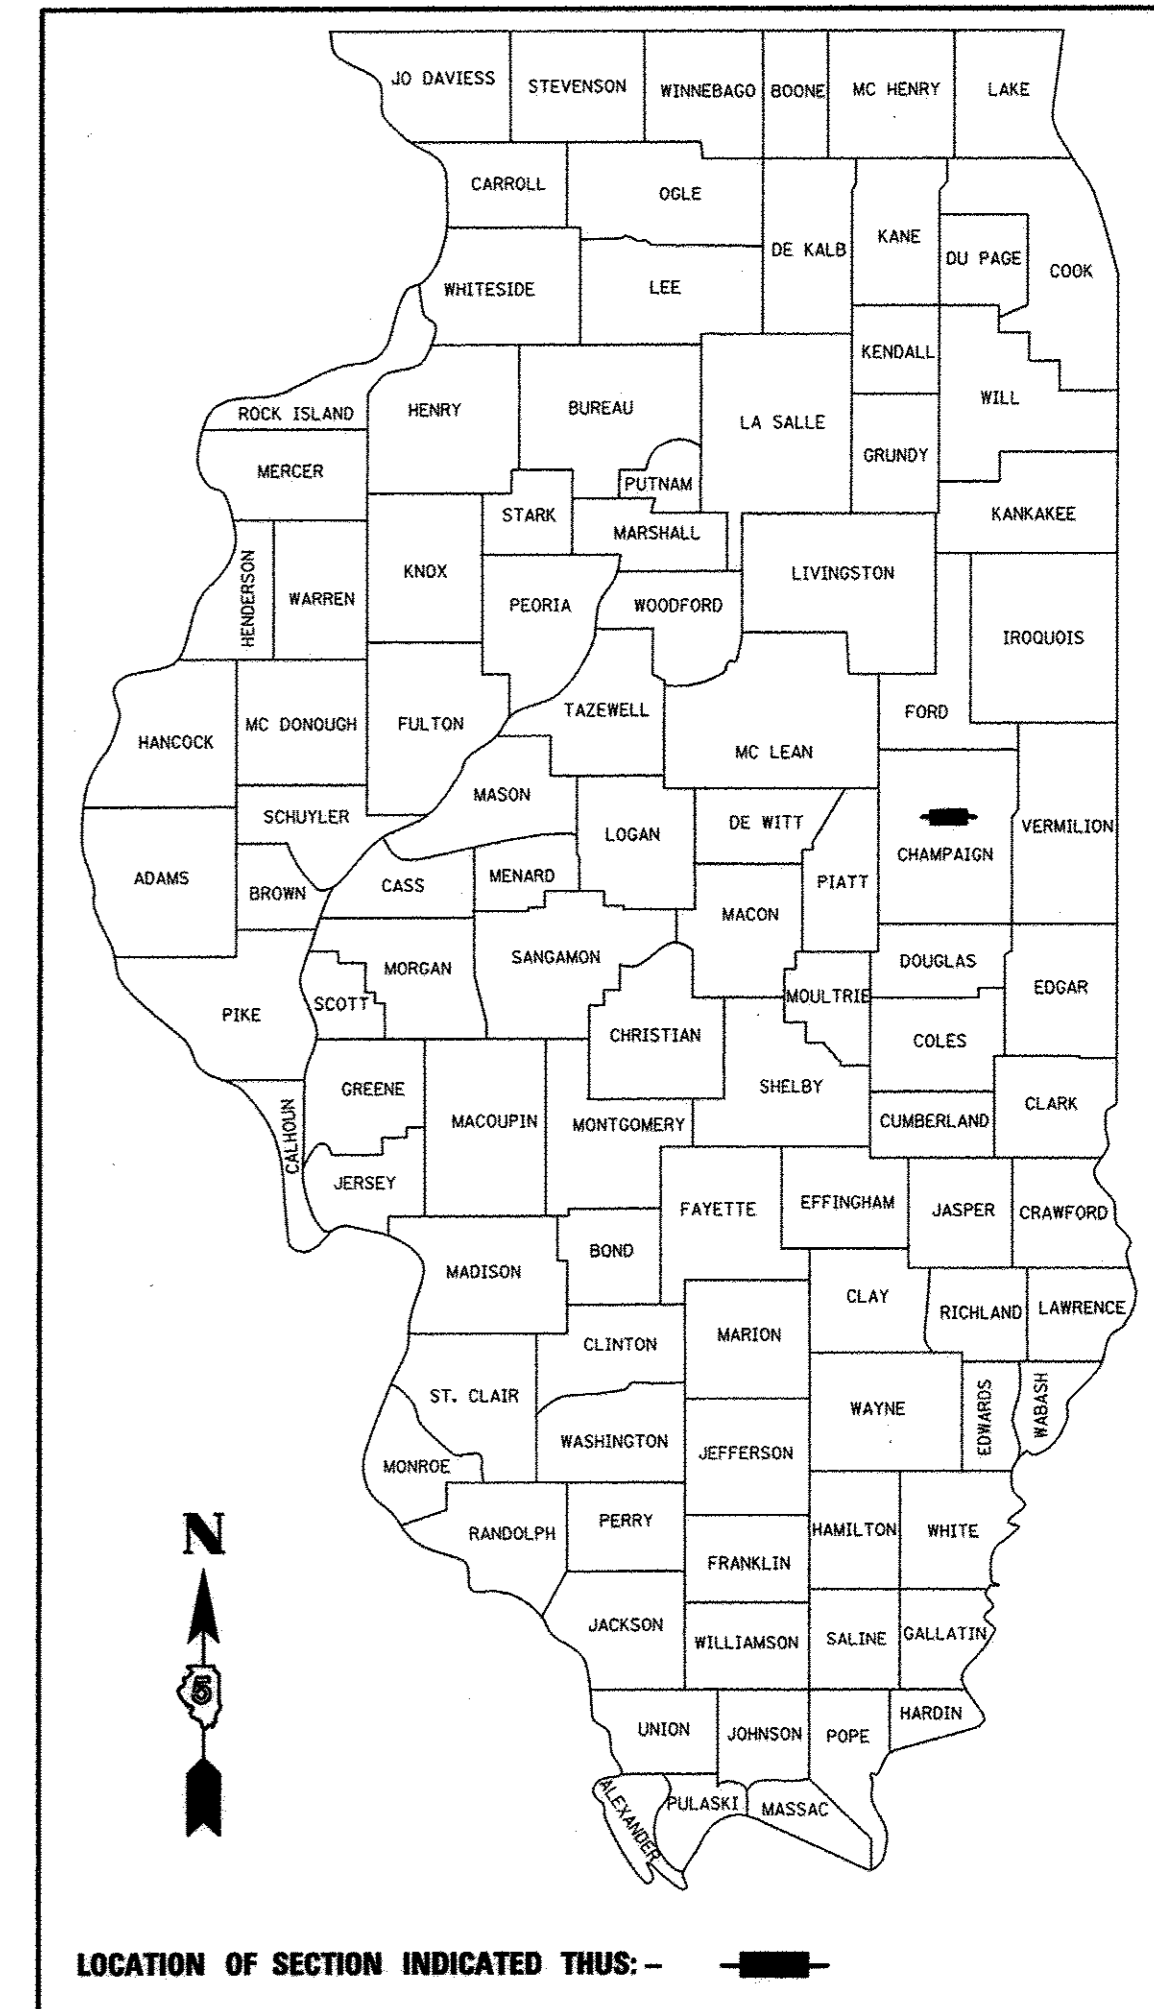 JO DAVIESS
STEVENSON
WINNEBAGO
BOONE
MC HENRY
LAKE
CARROLL
OGLE
DE KALB
KANE
DU PAGE
COOK
WHITESIDE
LEE
KENDALL
WILL
ROCK ISLAND
HENRY
BUREAU
LA SALLE
GRUNDY
MERCER
PUTNAM
STARK
MARSHALL
KANKAKEE
HENDERSON
WARREN
KNOX
PEORIA
WOODFORD
LIVINGSTON
IROQUOIS
HANCOCK
MC DONOUGH
FULTON
TAZEWELL
MC LEAN
FORD
MASON
SCHUYLER
LOGAN
DE WITT
CHAMPAIGN
VERMILION
ADAMS
BROWN
CASS
MENARD
PIATT
MACON
PIKE
SCOTT
MORGAN
SANGAMON
DOUGLAS
EDGAR
MOULTRIE
CHRISTIAN
COLES
SHELBY
CALHOUN
GREENE
MACOUPIN
MONTGOMERY
CUMBERLAND
CLARK
JERSEY
FAYETTE
EFFINGHAM
JASPER
CRAWFORD
BOND
MADISON
CLAY
RICHLAND
LAWRENCE
CLINTON
MARION
ST. CLAIR
WAYNE
EDWARDS
WABASH
WASHINGTON
JEFFERSON
MONROE
RANDOLPH
PERRY
HAMILTON
WHITE
FRANKLIN
JACKSON
WILLIAMSON
SALINE
GALLATIN
UNION
JOHNSON
POPE
HARDIN
ALEXANDER
PULASKI
MASSAC
N
5
LOCATION OF SECTION INDICATED THUS: –